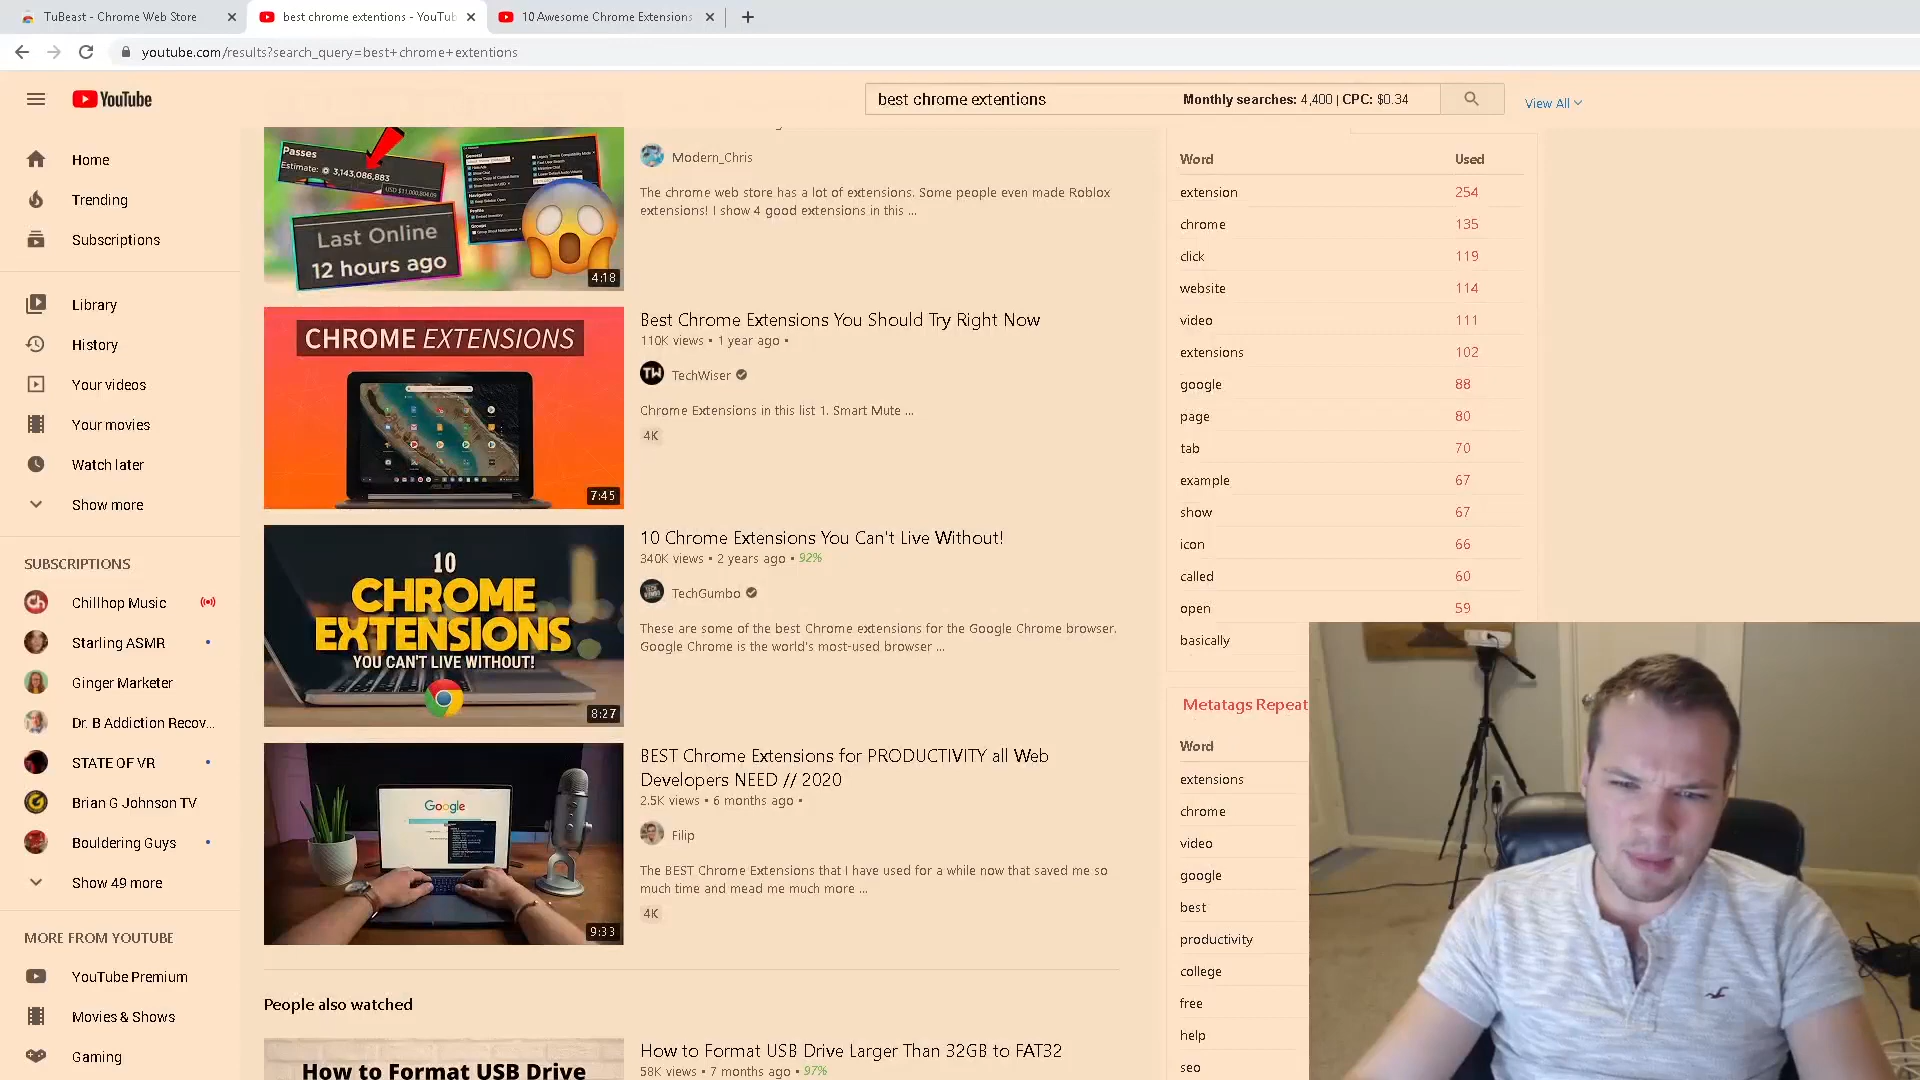 TuBeast - Chrome Web Store
best chrome extentions - YouTub
10 Awesome Chrome Extensions
youtube.com/results?search_query=best+chrome+extentions
YouTube
best chrome extentions
Monthly searches: 4,400 | CPC: $0.34
View All
Home
Trending
Subscriptions
Library
History
Your videos
Your movies
Watch later
Show more
SUBSCRIPTIONS
Chillhop Music
Starling ASMR
Ginger Marketer
Dr. B Addiction Recov...
STATE OF VR
Brian G Johnson TV
Bouldering Guys
Show 49 more
MORE FROM YOUTUBE
YouTube Premium
Movies & Shows
Gaming
Passes
Estimate: 3,143,086,883
Last Online
12 hours ago
4:18
Modern_Chris
The chrome web store has a lot of extensions. Some people even made Roblox
extensions! I show 4 good extensions in this ...
CHROME EXTENSIONS
7:45
Best Chrome Extensions You Should Try Right Now
110K views • 1 year ago •
TW
TechWiser
Chrome Extensions in this list 1. Smart Mute ...
4K
10
CHROME
EXTENSIONS
YOU CAN'T LIVE WITHOUT!
8:27
10 Chrome Extensions You Can't Live Without!
340K views • 2 years ago • 92%
TechGumbo
These are some of the best Chrome extensions for the Google Chrome browser.
Google Chrome is the world's most-used browser ...
Google
9:33
BEST Chrome Extensions for PRODUCTIVITY all Web
Developers NEED // 2020
2.5K views • 6 months ago •
Filip
The BEST Chrome Extensions that I have used for a while now that saved me so
much time and mead me much more ...
4K
People also watched
How to Format USB Drive
How to Format USB Drive Larger Than 32GB to FAT32
58K views • 7 months ago • 97%
Word Used
extension 254
chrome 135
click 119
website 114
video 111
extensions 102
google 88
page 80
tab 70
example 67
show 67
icon 66
called 60
open 59
basically
Metatags Repeat
Word
extensions
chrome
video
google
best
productivity
college
free
help
seo